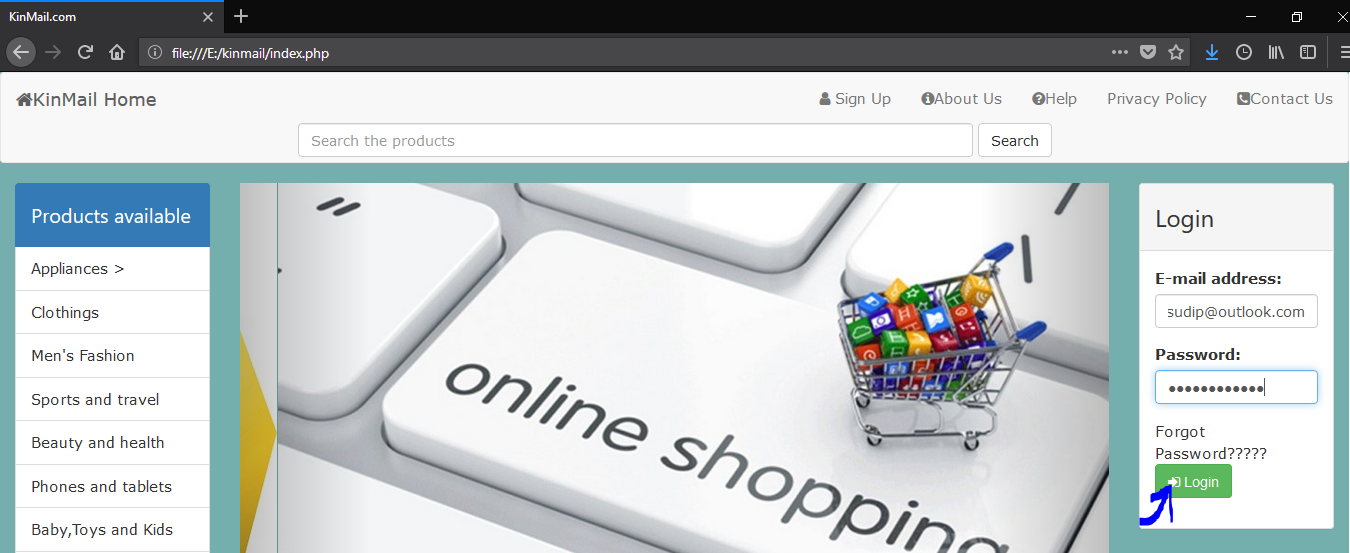 KinMail.com
file:///E:/kinmail/index.php
KinMail Home
Sign Up
About Us
Help
Privacy Policy
Contact Us
Search the products
Search
Products available
Appliances >
Clothings
Men's Fashion
Sports and travel
Beauty and health
Phones and tablets
Baby,Toys and Kids
online shopping
Login
E-mail address:
sudip@outlook.com
Password:
••••••••••••
Forgot
Password?????
Login